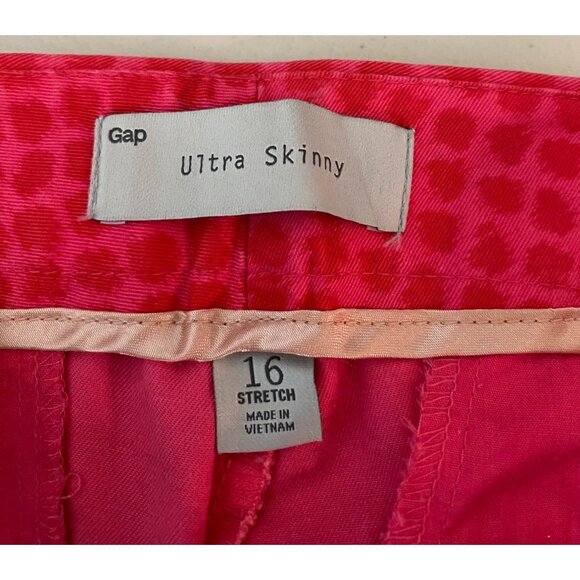 Gap
Ultra Skinny
16
STRETCH
MADE IN
VIETNAM